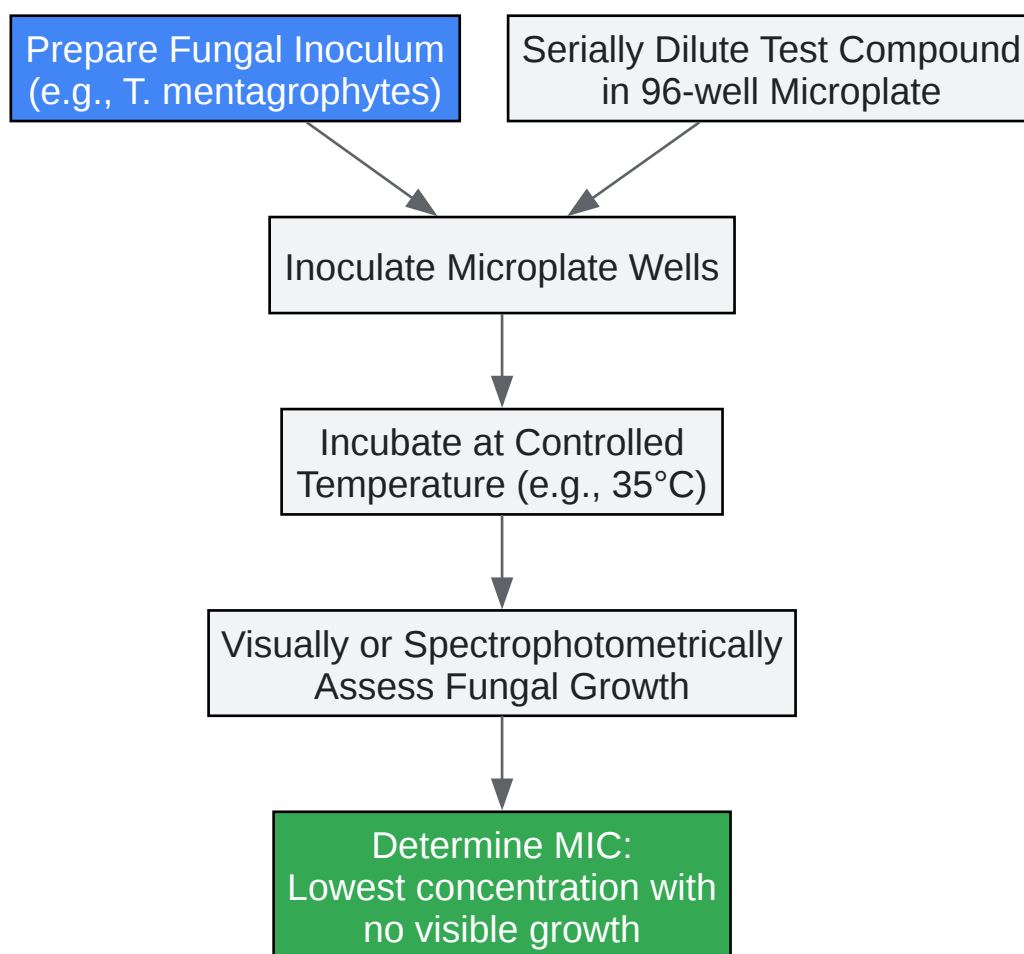 Prepare Fungal Inoculum
(e.g., T. mentagrophytes)
Serially Dilute Test Compound
in 96-well Microplate
Inoculate Microplate Wells
Incubate at Controlled
Temperature (e.g., 35°C)
Visually or Spectrophotometrically
Assess Fungal Growth
Determine MIC:
Lowest concentration with
no visible growth